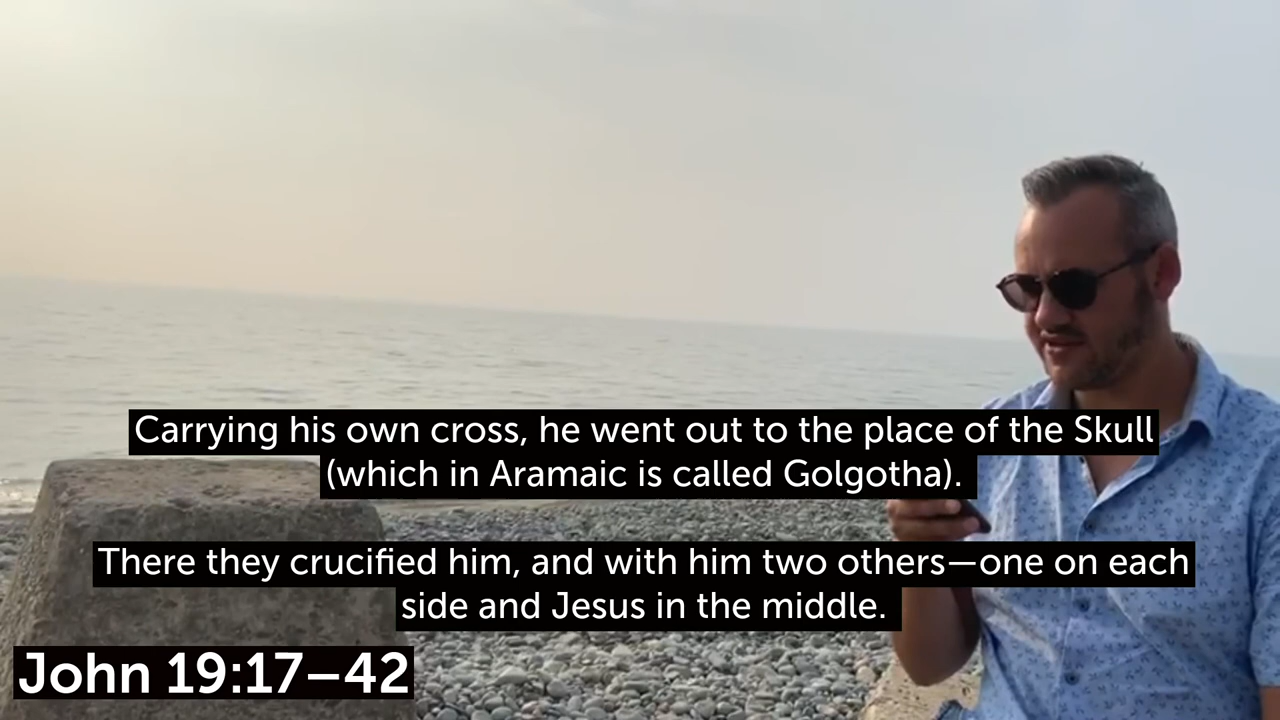 Carrying his own cross, he went out to the place of the Skull
(which in Aramaic is called Golgotha).
There they crucified him, and with him two others—one on each
side and Jesus in the middle.
John 19:17–42